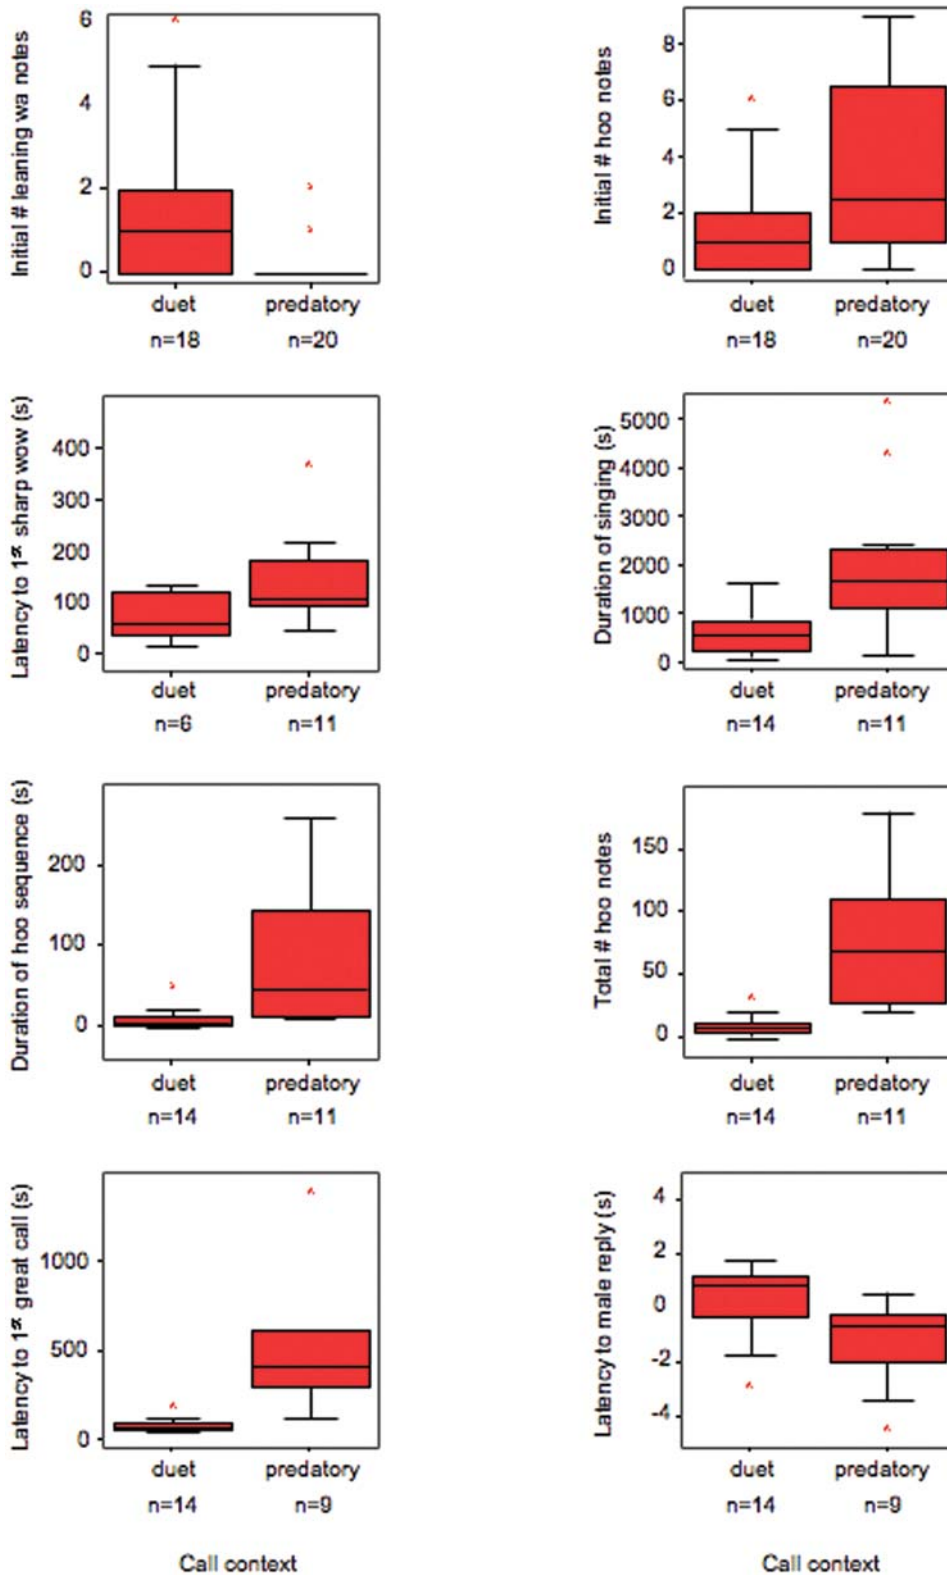 Initial # leaning wa notes
6
4
2
0
duet predatory
n=18 n=20
Initial # hoo notes
8
6
4
2
0
duet predatory
n=18 n=20
Latency to 1st sharp wow (s)
400
300
200
100
0
duet predatory
n=6 n=11
Duration of singing (s)
5000
4000
3000
2000
1000
0
duet predatory
n=14 n=11
Duration of hoo sequence (s)
200
100
0
duet predatory
n=14 n=11
Total # hoo notes
150
100
50
0
duet predatory
n=14 n=11
Latency to 1st great call (s)
1000
500
0
duet predatory
n=14 n=9
Call context
Latency to male reply (s)
4
2
0
-2
-4
duet predatory
n=14 n=9
Call context